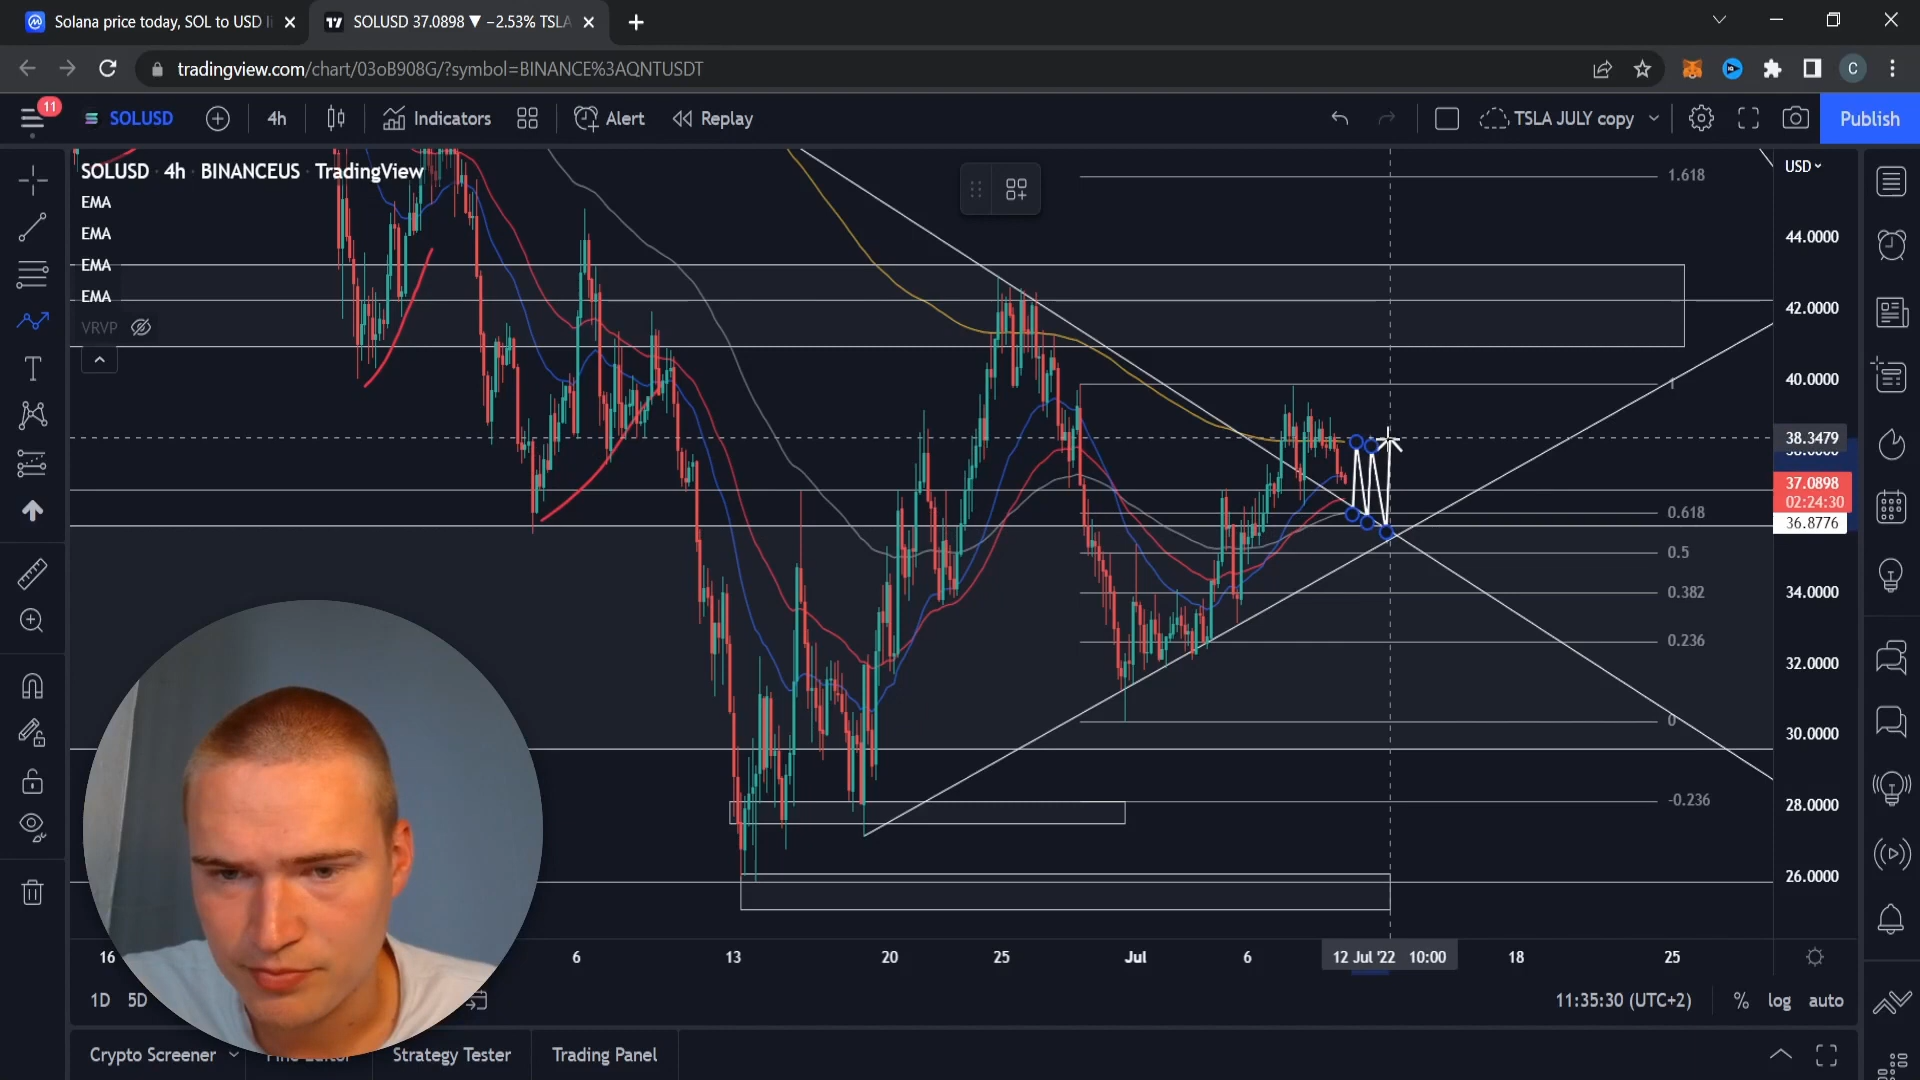 Solana price today, SOL to USD li
SOLUSD 37.0898 ▼ −2.53% TSLA
tradingview.com/chart/03oB908G/?symbol=BINANCE%3AQNTUSDT
C
11
SOLUSD
4h
Indicators
Alert
Replay
TSLA JULY copy
Publish
SOLUSD · 4h · BINANCEUS · TradingView
USD
EMA
EMA
EMA
EMA
VRVP
1.618
1
0.618
0.5
0.382
0.236
0
-0.236
44.0000
42.0000
40.0000
38.3479
37.0898
02:24:30
36.8776
34.0000
32.0000
30.0000
28.0000
26.0000
16
6
13
20
25
Jul
6
12 Jul '22 10:00
18
25
1D 5D
11:35:30 (UTC+2)
% log auto
Crypto Screener
Strategy Tester
Trading Panel